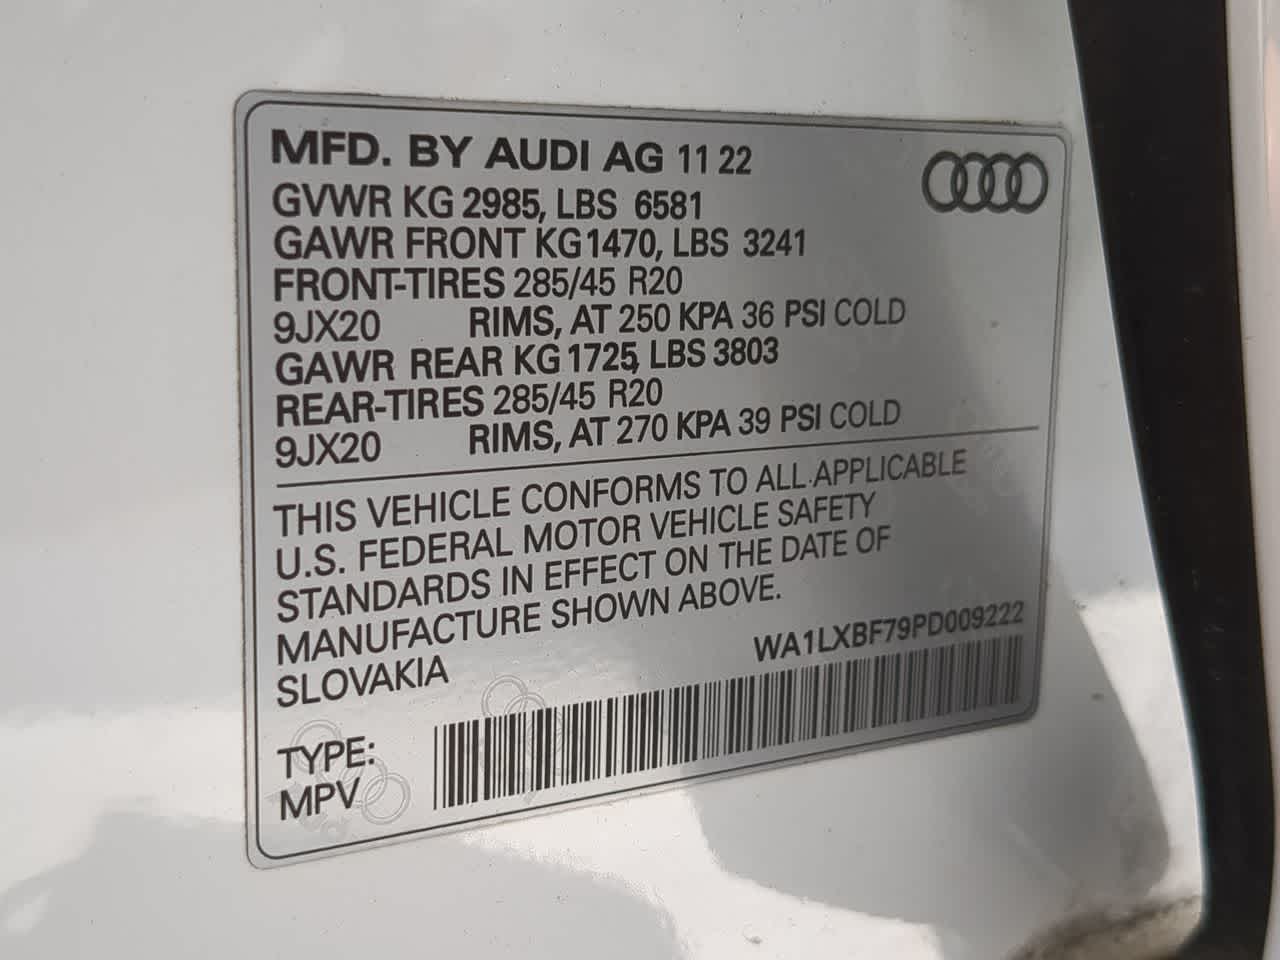 MFD. BY AUDI AG 11 22
GVWR KG 2985, LBS 6581
GAWR FRONT KG 1470, LBS 3241
FRONT-TIRES 285/45 R20
9JX20 RIMS, AT 250 KPA 36 PSI COLD
GAWR REAR KG 1725, LBS 3803
REAR-TIRES 285/45 R20
9JX20 RIMS, AT 270 KPA 39 PSI COLD
THIS VEHICLE CONFORMS TO ALL APPLICABLE
U.S. FEDERAL MOTOR VEHICLE SAFETY
STANDARDS IN EFFECT ON THE DATE OF
MANUFACTURE SHOWN ABOVE.
SLOVAKIA
WA1LXBF79PD009222
TYPE:
MPV